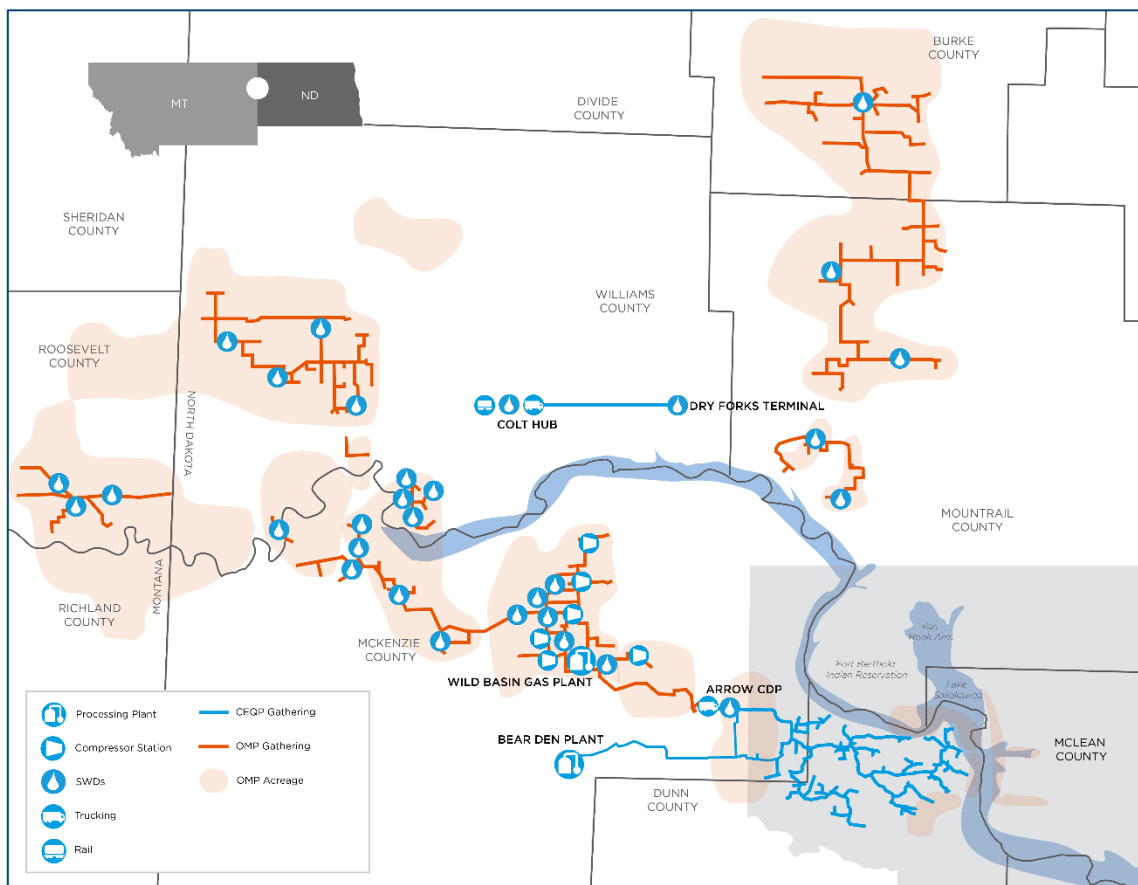 BURKE
COUNTY
MT
ND
DIVIDE
COUNTY
SHERIDAN
COUNTY
WILLIAMS
COUNTY
ROOSEVELT
COUNTY
NORTH DAKOTA
MONTANA
COLT HUB
DRY FORKS TERMINAL
MOUNTRAIL
COUNTY
RICHLAND
COUNTY
MCKENZIE
COUNTY
WILD BASIN GAS PLANT
Van
Hook Arm
Fort Berthold
Indian Reservation
Lake
Sakakawea
ARROW CDP
BEAR DEN PLANT
MCLEAN
COUNTY
DUNN
COUNTY
Processing Plant
Compressor Station
SWDs
Trucking
Rail
CEQP Gathering
OMP Gathering
OMP Acreage